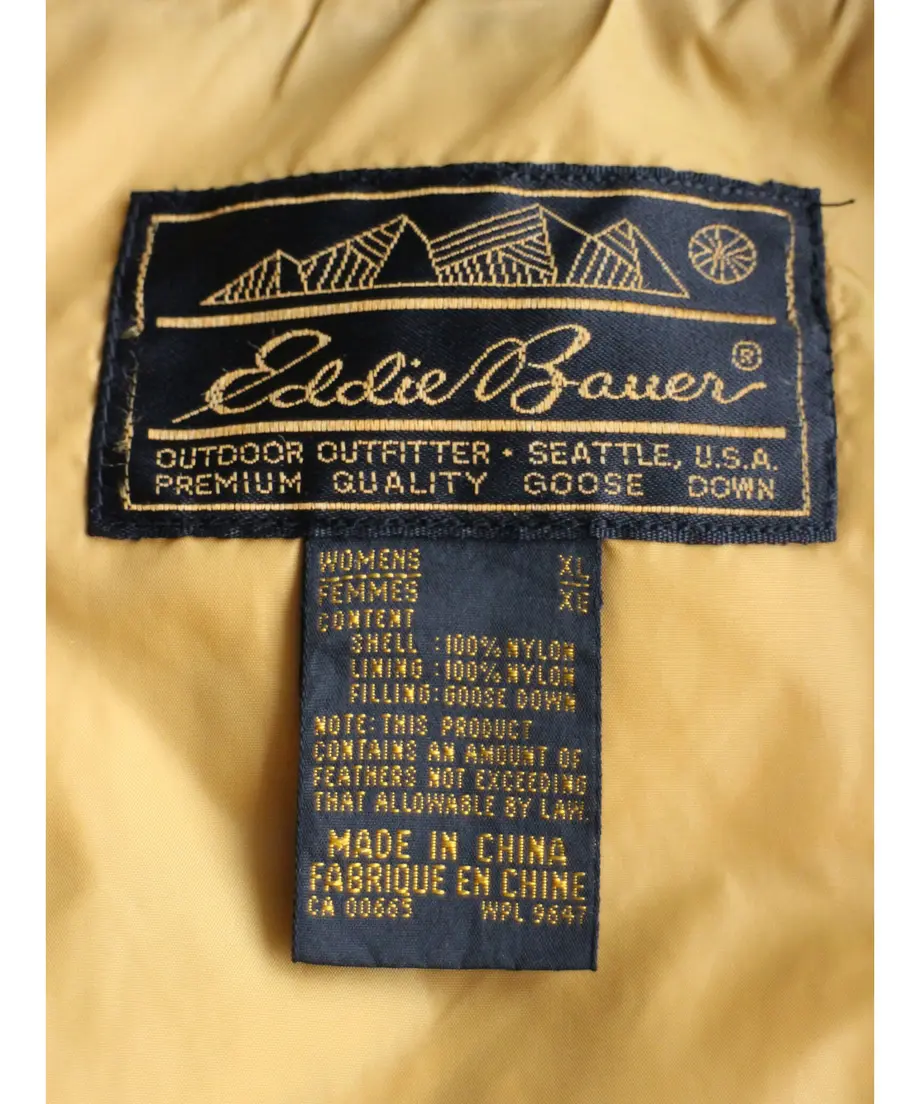 Eddie Bauer®
OUTDOOR OUTFITTER • SEATTLE, U.S.A.
PREMIUM QUALITY GOOSE DOWN
WOMENS XL
FEMMES XE
CONTENT
SHELL :100% NYLON
LINING :100% NYLON
FILLING:GOOSE DOWN
NOTE:THIS PRODUCT
CONTAINS AN AMOUNT OF
FEATHERS NOT EXCEEDING
THAT ALLOWABLE BY LAW.
MADE IN CHINA
FABRIQUE EN CHINE
CA 00663 WPL 9647